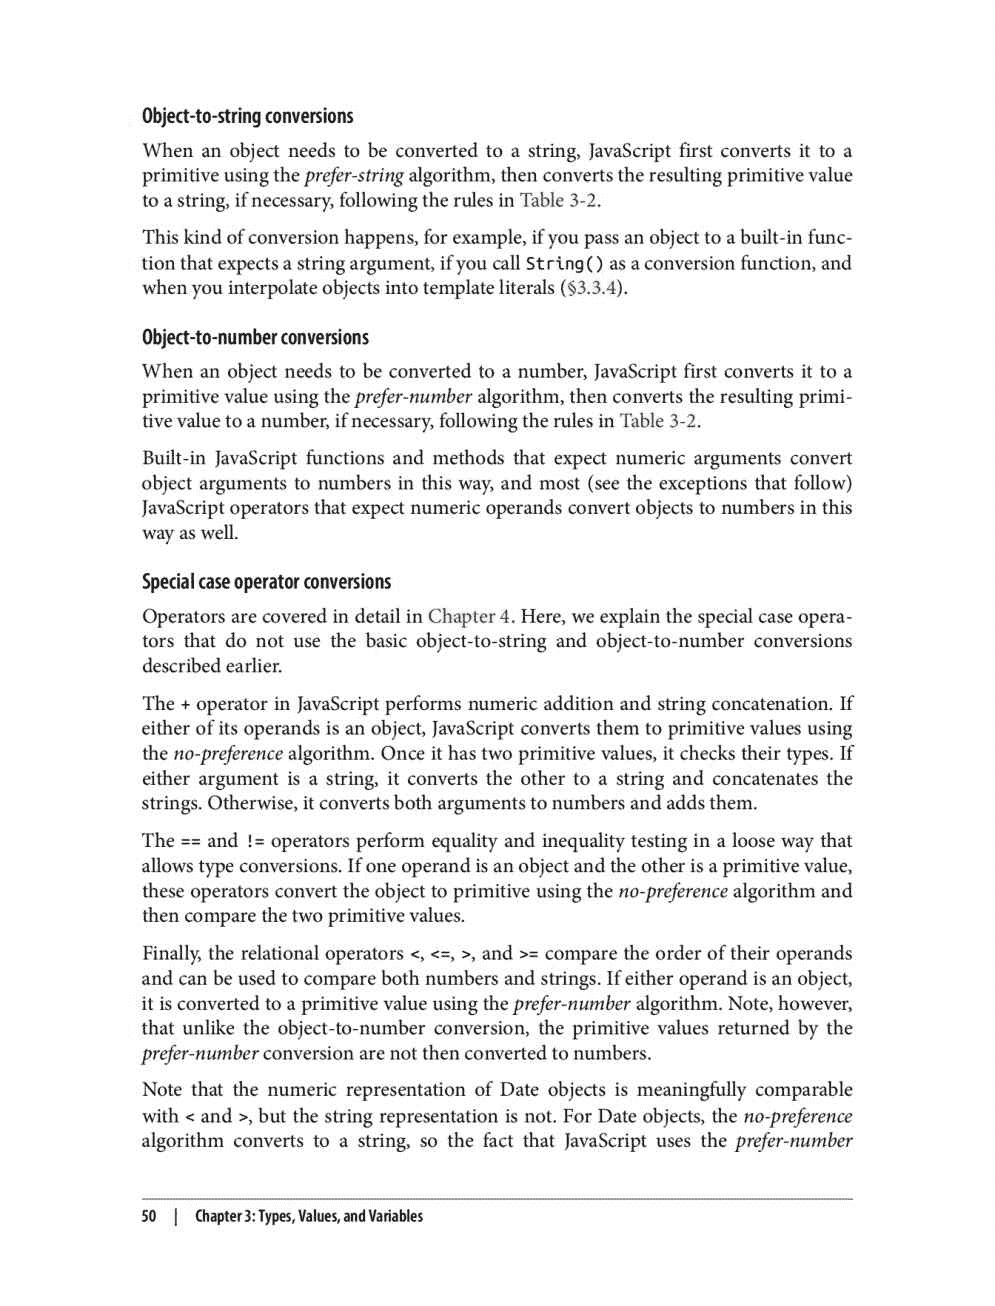 Object-to-string conversions
When an object needs to be converted to a string, JavaScript first converts it to a
primitive using the prefer-string algorithm, then converts the resulting primitive value
to a string, if necessary, following the rules in Table 3-2.
This kind of conversion happens, for example, if you pass an object to a built-in func-
tion that expects a string argument, if you call String() as a conversion function, and
when you interpolate objects into template literals (§3.3.4).
Object-to-number conversions
When an object needs to be converted to a number, JavaScript first converts it to a
primitive value using the prefer-number algorithm, then converts the resulting primi-
tive value to a number, if necessary, following the rules in Table 3-2.
Built-in JavaScript functions and methods that expect numeric arguments convert
object arguments to numbers in this way, and most (see the exceptions that follow)
JavaScript operators that expect numeric operands convert objects to numbers in this
way as well.
Special case operator conversions
Operators are covered in detail in Chapter 4. Here, we explain the special case opera-
tors that do not use the basic object-to-string and object-to-number conversions
described earlier.
The + operator in JavaScript performs numeric addition and string concatenation. If
either of its operands is an object, JavaScript converts them to primitive values using
the no-preference algorithm. Once it has two primitive values, it checks their types. If
either argument is a string, it converts the other to a string and concatenates the
strings. Otherwise, it converts both arguments to numbers and adds them.
The == and != operators perform equality and inequality testing in a loose way that
allows type conversions. If one operand is an object and the other is a primitive value,
these operators convert the object to primitive using the no-preference algorithm and
then compare the two primitive values.
Finally, the relational operators <, <=, >, and >= compare the order of their operands
and can be used to compare both numbers and strings. If either operand is an object,
it is converted to a primitive value using the prefer-number algorithm. Note, however,
that unlike the object-to-number conversion, the primitive values returned by the
prefer-number conversion are not then converted to numbers.
Note that the numeric representation of Date objects is meaningfully comparable
with < and >, but the string representation is not. For Date objects, the no-preference
algorithm converts to a string, so the fact that JavaScript uses the prefer-number
50 | Chapter 3: Types, Values, and Variables